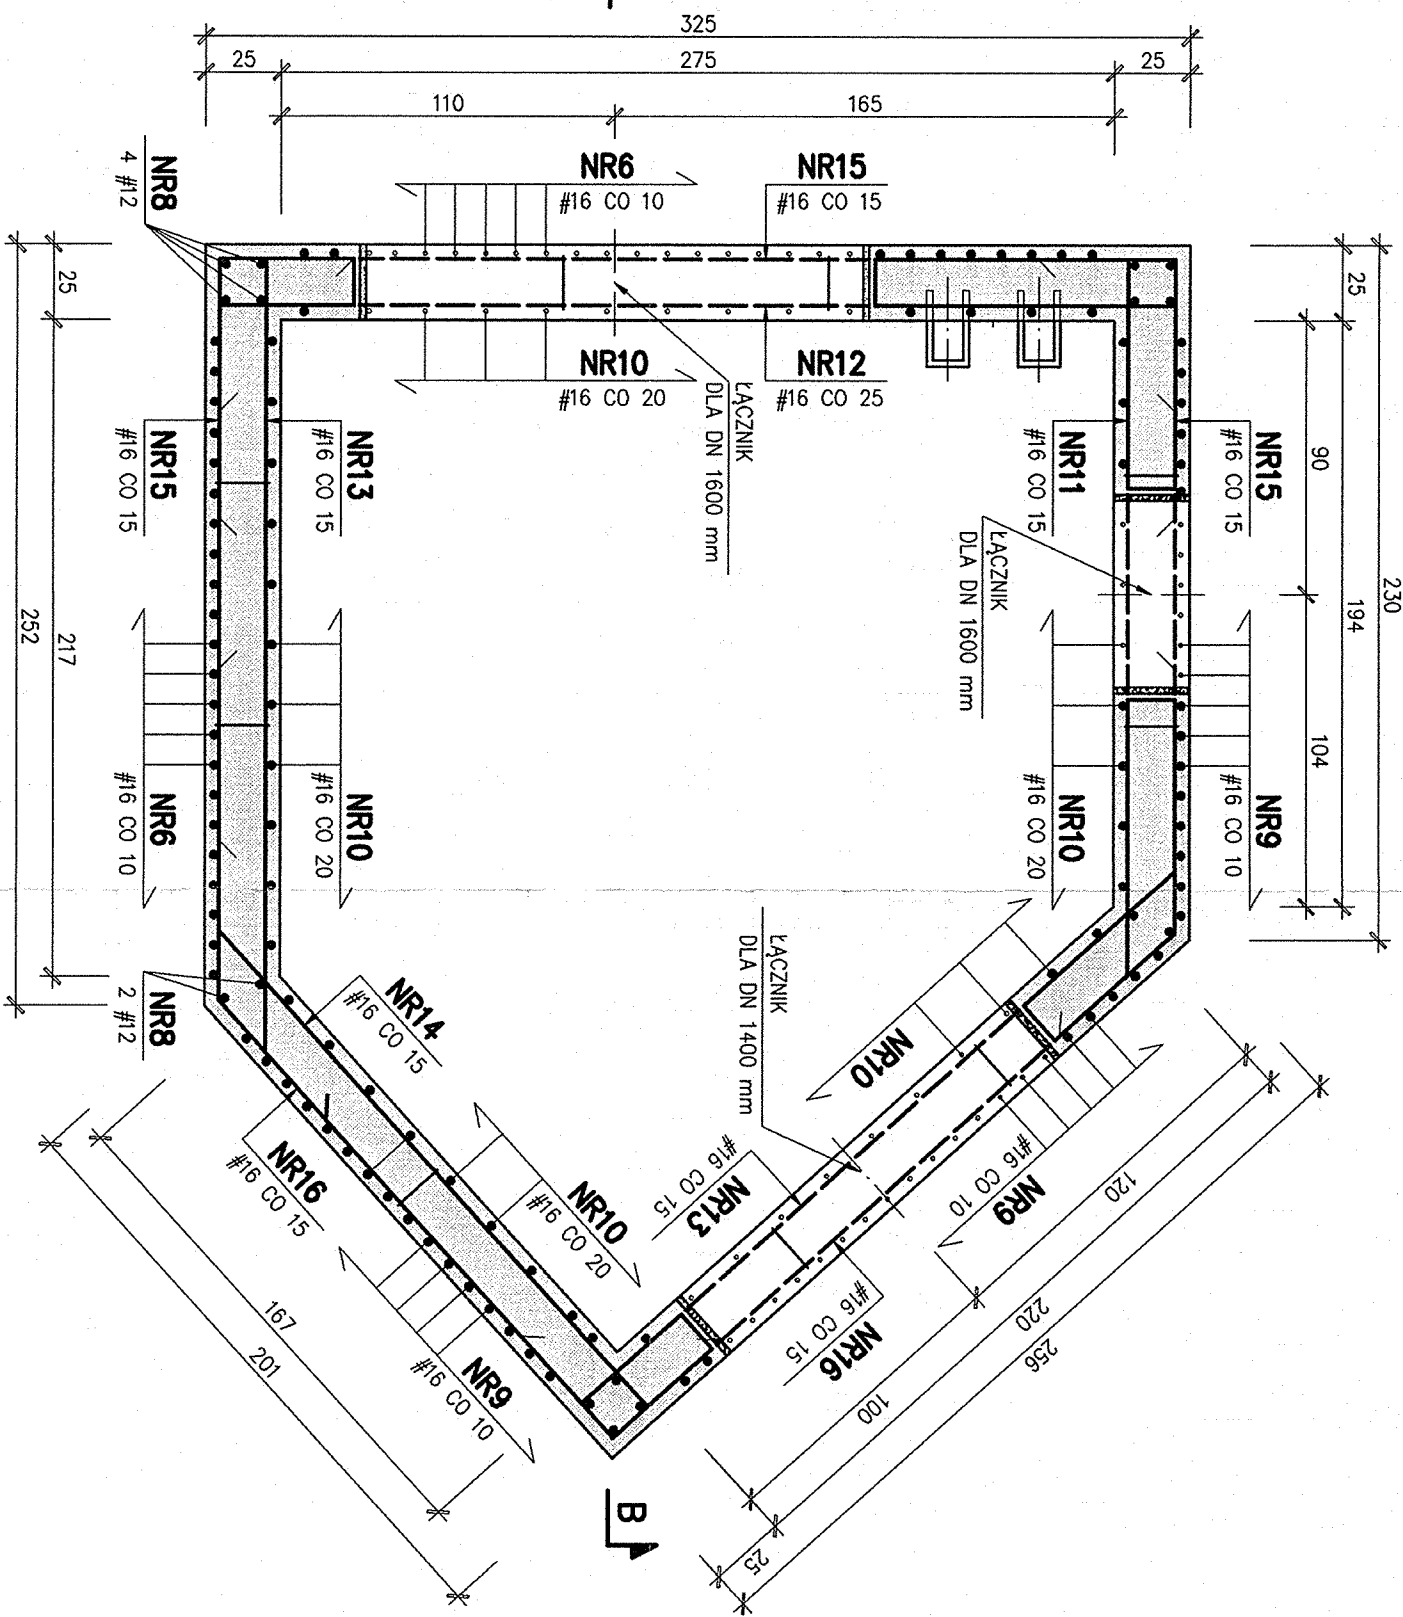 325
25
275
25
110
165
NR6
#16 CO 10
NR15
#16 CO 15
NR10
#16 CO 20
NR12
#16 CO 25
NR8
4 #12
25
217
252
NR15
#16 CO 15
NR13
#16 CO 15
ŁĄCZNIK
DLA DN 1600 mm
NR11
#16 CO 15
NR15
#16 CO 15
ŁĄCZNIK
DLA DN 1600 mm
25
90
194
230
104
NR6
#16 CO 10
NR10
#16 CO 20
NR10
#16 CO 20
NR9
#16 CO 10
NR8
2 #12
NR14
#16 CO 15
ŁĄCZNIK
DLA DN 1400 mm
NR10
NR9
#16 CO 10
NR16
#16 CO 15
NR10
#16 CO 20
NR13
#16 CO 15
NR16
#16 CO 15
NR9
#16 CO 10
120
220
256
100
25
167
201
B